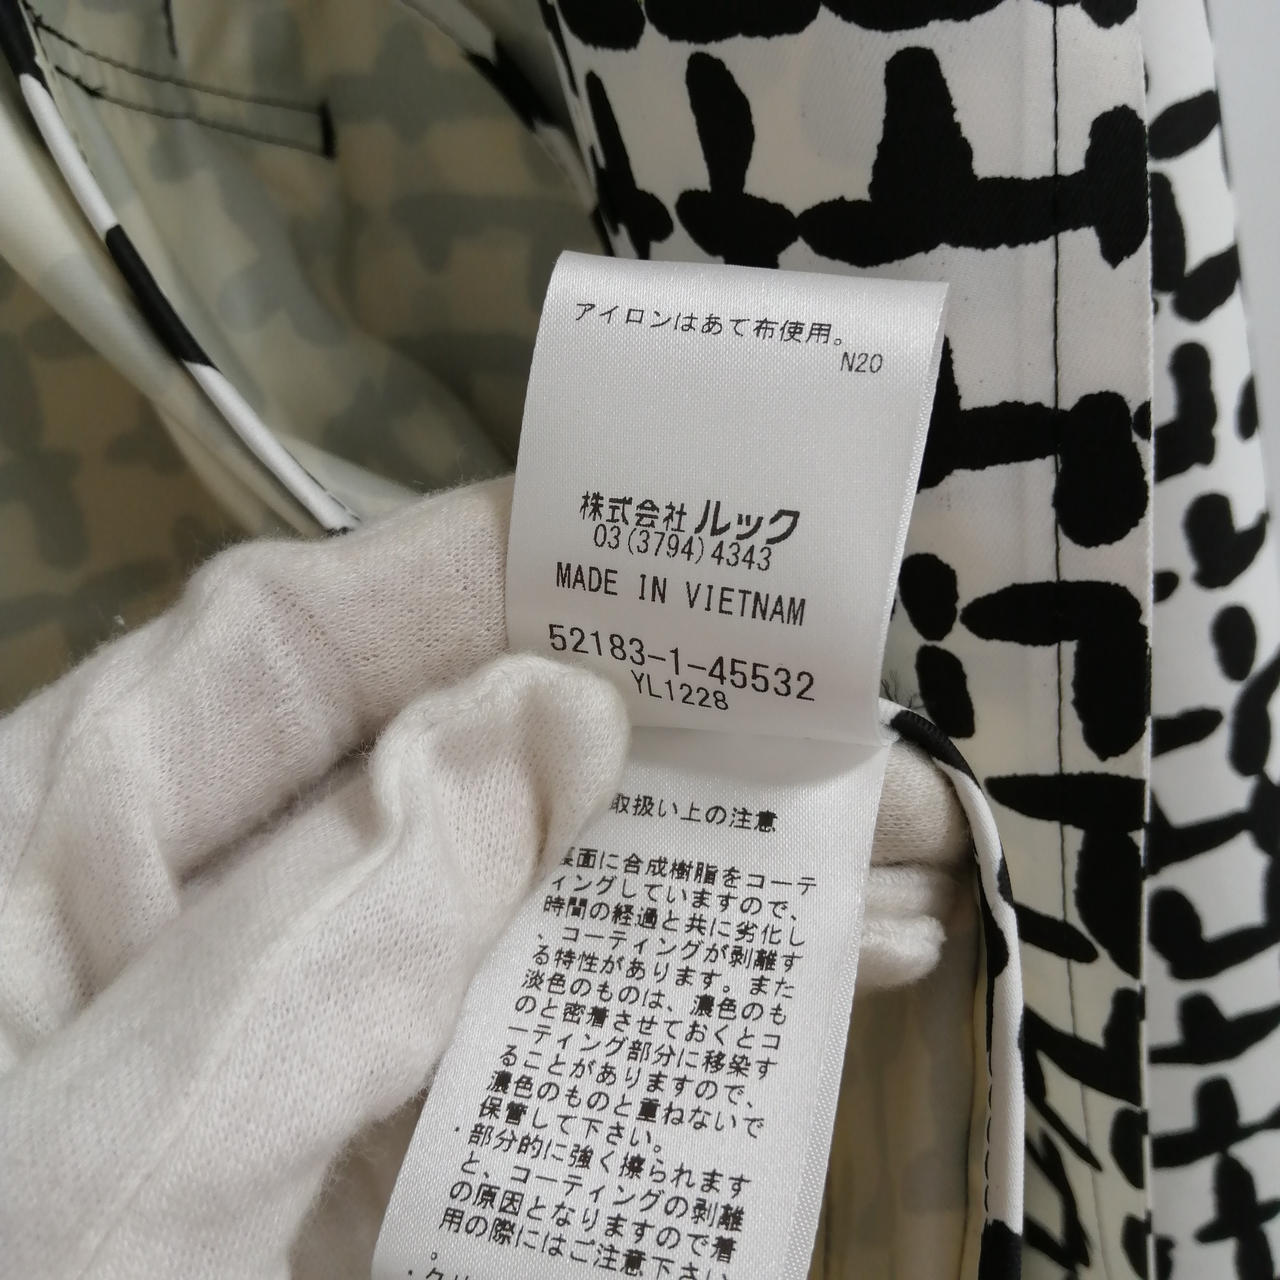 アイロンはあて布使用。
N20
株式会社 ルック
03(3794)4343
MADE IN VIETNAM
52183-1-45532
YL1228
取扱い上の注意
裏面に合成樹脂をコーテ
ィングしていますので、
時間の経過と共に劣化し
、コーティングが剥離す
る特性があります。また
淡色のものは、濃色のも
のと密着させておくとコ
ーティング部分に移染す
ることがありますので、
濃色のものと重ねないで
保管して下さい。
・部分的に強く擦られます
と、コーティングの剥離
の原因となりますので着
用の際にはご注意下さい
。